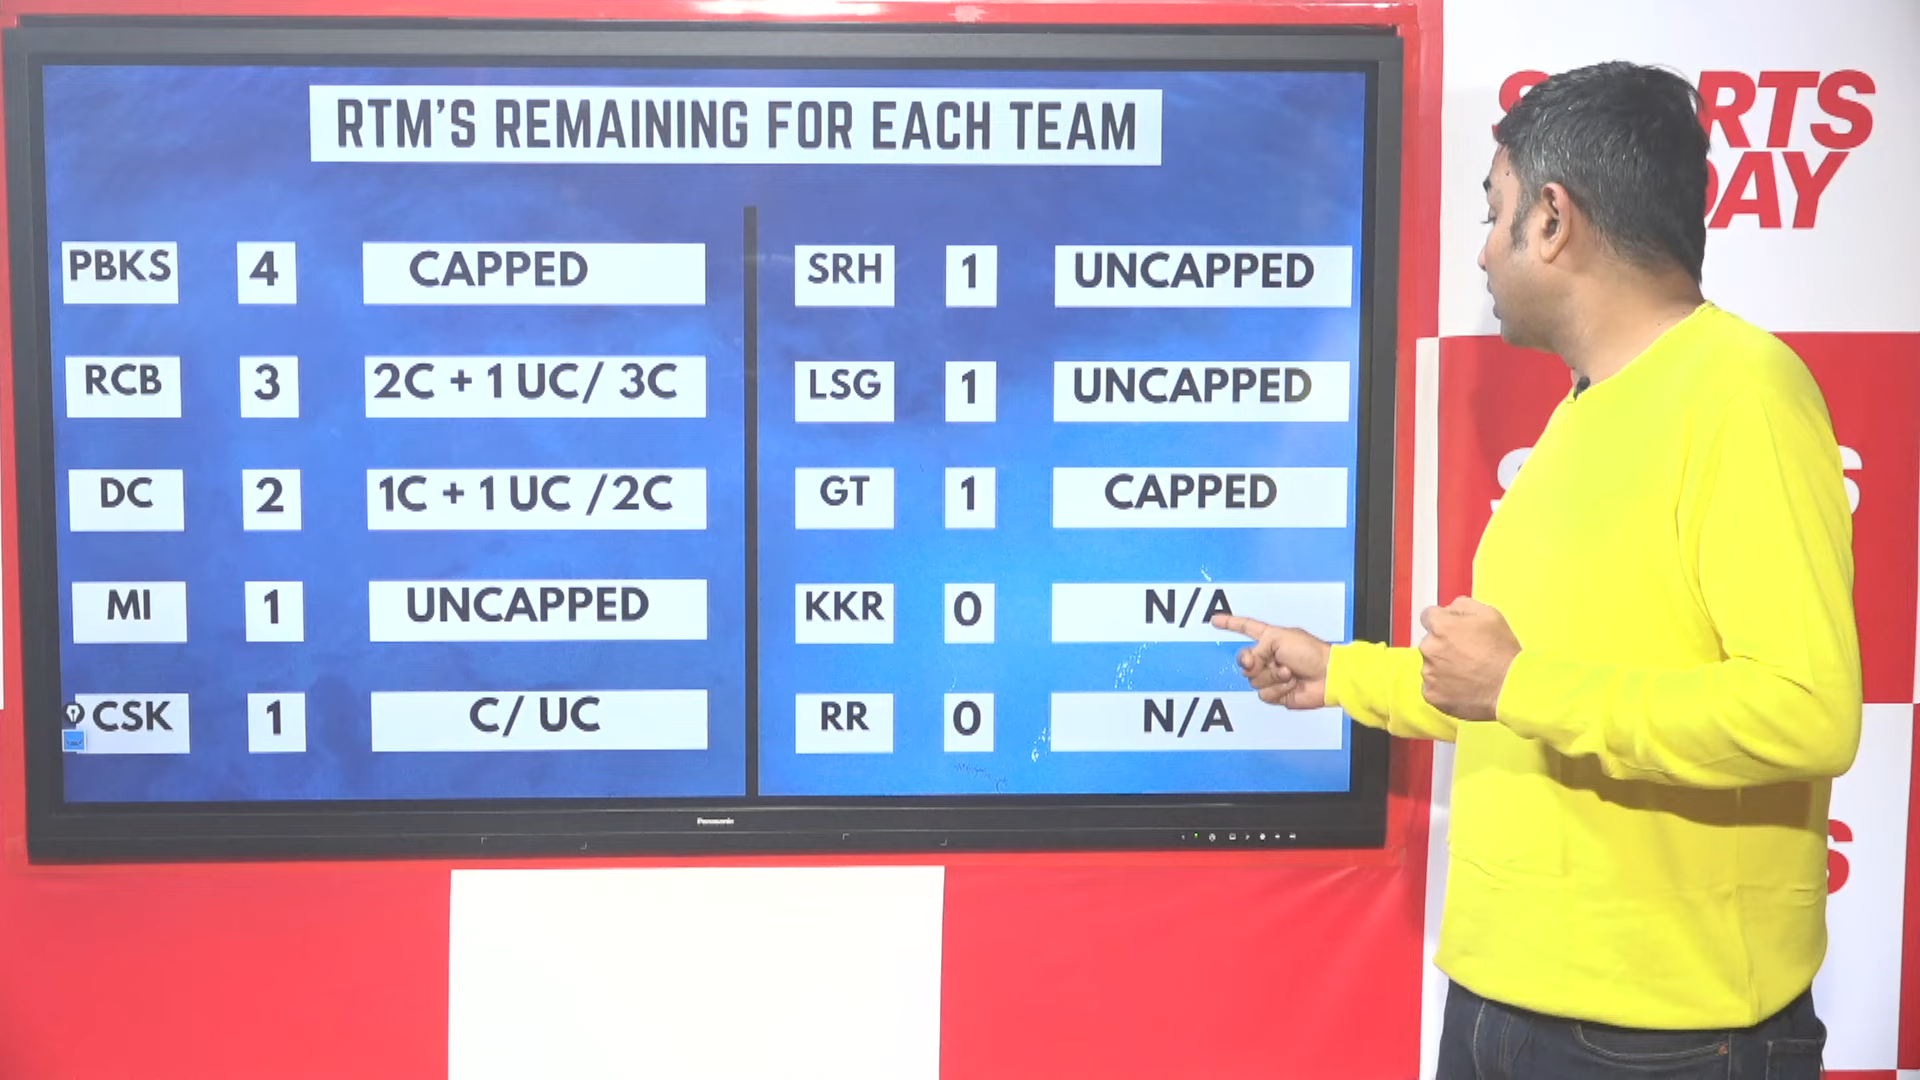 RTM'S REMAINING FOR EACH TEAM
PBKS 4 CAPPED
RCB 3 2C + 1 UC/ 3C
DC 2 1C + 1 UC /2C
MI 1 UNCAPPED
CSK 1 C/ UC
SRH 1 UNCAPPED
LSG 1 UNCAPPED
GT 1 CAPPED
KKR 0 N/A
RR 0 N/A
Panasonic